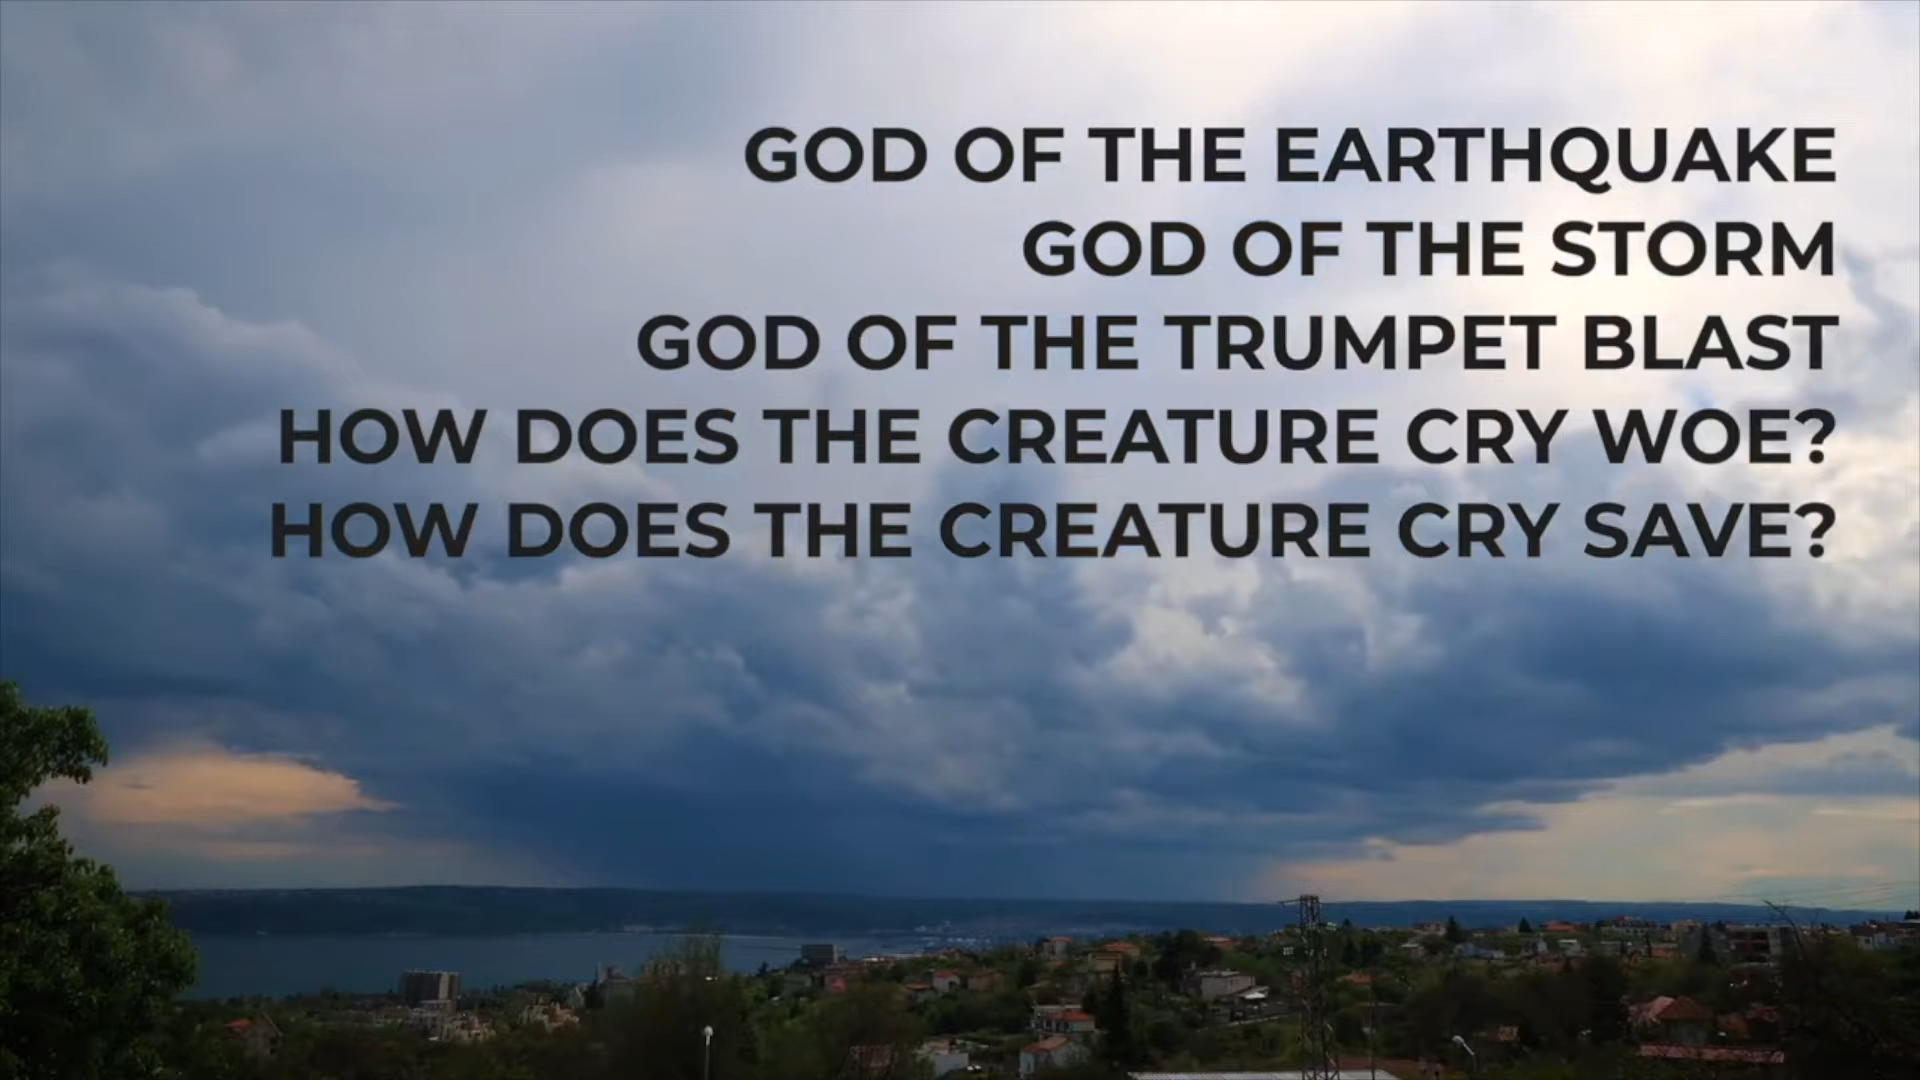 GOD OF THE EARTHQUAKE
GOD OF THE STORM
GOD OF THE TRUMPET BLAST
HOW DOES THE CREATURE CRY WOE?
HOW DOES THE CREATURE CRY SAVE?